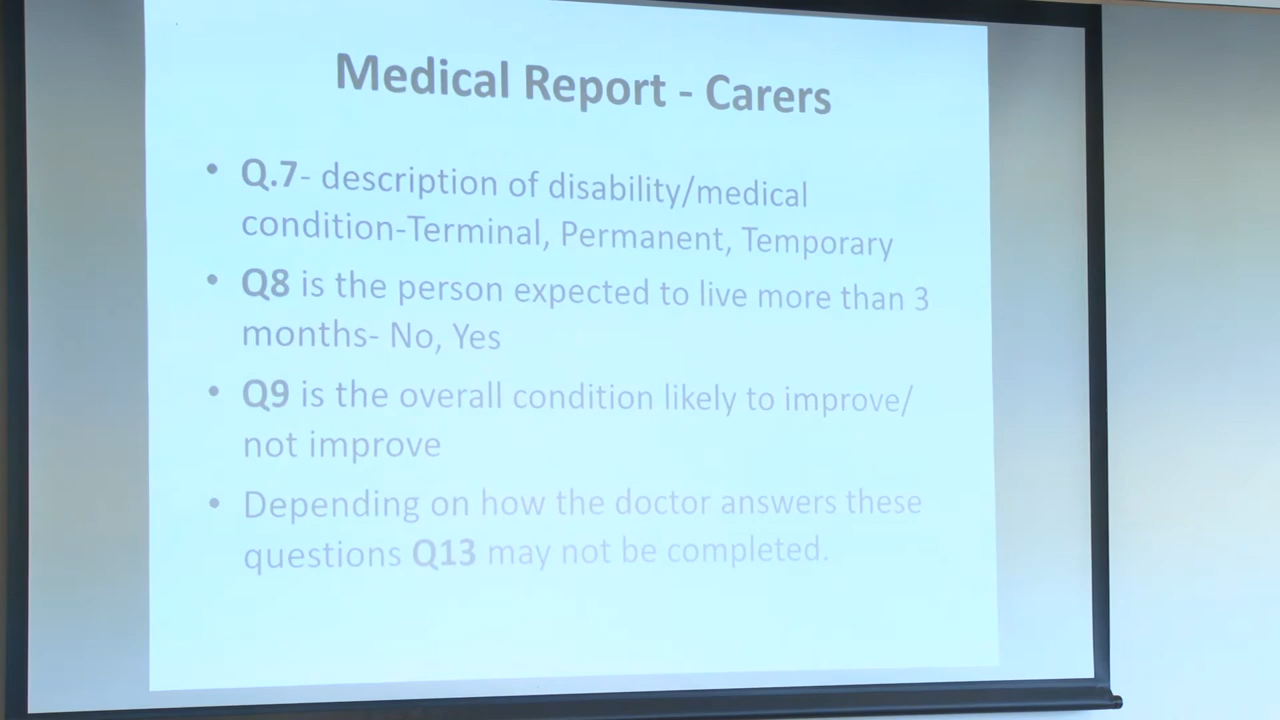 Medical Report - Carers
• Q.7- description of disability/medical
condition-Terminal, Permanent, Temporary
• Q8 is the person expected to live more than 3
months- No, Yes
• Q9 is the overall condition likely to improve/
not improve
• Depending on how the doctor answers these
questions Q13 may not be completed.